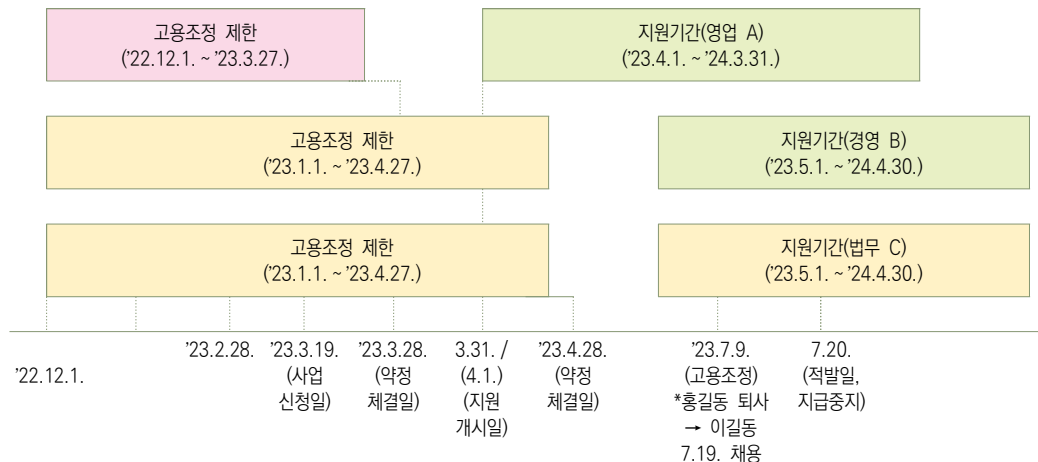 고용조정 제한
('22.12.1. ~ '23.3.27.)
지원기간(영업 A)
('23.4.1. ~ '24.3.31.)
고용조정 제한
('23.1.1. ~ '23.4.27.)
지원기간(경영 B)
('23.5.1. ~ '24.4.30.)
고용조정 제한
('23.1.1. ~ '23.4.27.)
지원기간(법무 C)
('23.5.1. ~ '24.4.30.)
'22.12.1.
'23.2.28.
'23.3.19.
(사업
신청일)
'23.3.28.
(약정
체결일)
3.31. /
(4.1.)
(지원
개시일)
'23.4.28.
(약정
체결일)
'23.7.9.
(고용조정)
*홍길동 퇴사
→ 이길동
7.19. 채용
7.20.
(적발일,
지급중지)